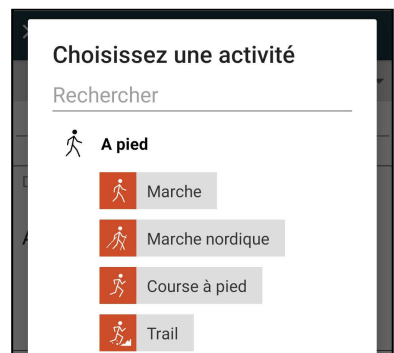 Choisissez une activité
Rechercher
A pied
Marche
Marche nordique
Course à pied
Trail